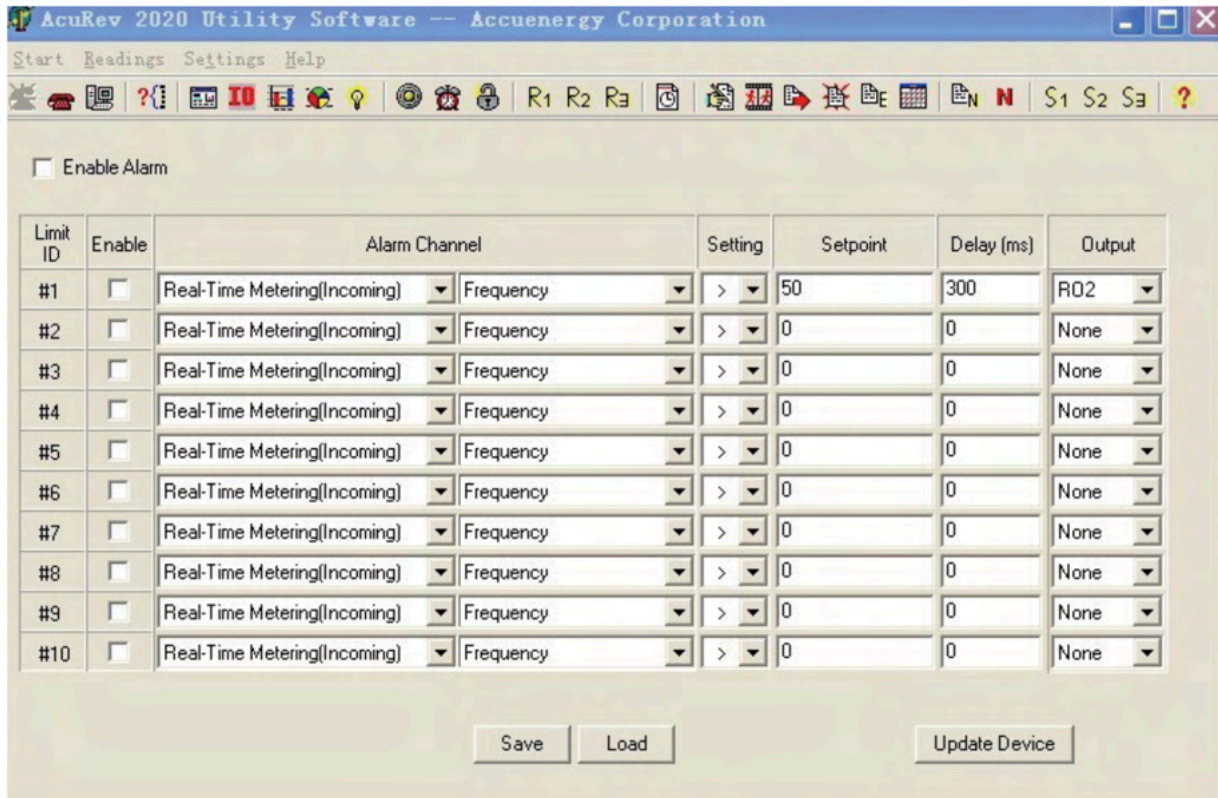 AcuRev 2020 Utility Software -- Accuenergy Corporation
Start Readings Settings Help
?{} IO R1 R2 R3 E N N S1 S2 S3 ?
Enable Alarm
Limit ID Enable Alarm Channel Setting Setpoint Delay (ms) Output
#1 Real-Time Metering(Incoming) Frequency > 50 300 RO2
#2 Real-Time Metering(Incoming) Frequency > 0 0 None
#3 Real-Time Metering(Incoming) Frequency > 0 0 None
#4 Real-Time Metering(Incoming) Frequency > 0 0 None
#5 Real-Time Metering(Incoming) Frequency > 0 0 None
#6 Real-Time Metering(Incoming) Frequency > 0 0 None
#7 Real-Time Metering(Incoming) Frequency > 0 0 None
#8 Real-Time Metering(Incoming) Frequency > 0 0 None
#9 Real-Time Metering(Incoming) Frequency > 0 0 None
#10 Real-Time Metering(Incoming) Frequency > 0 0 None
Save Load Update Device